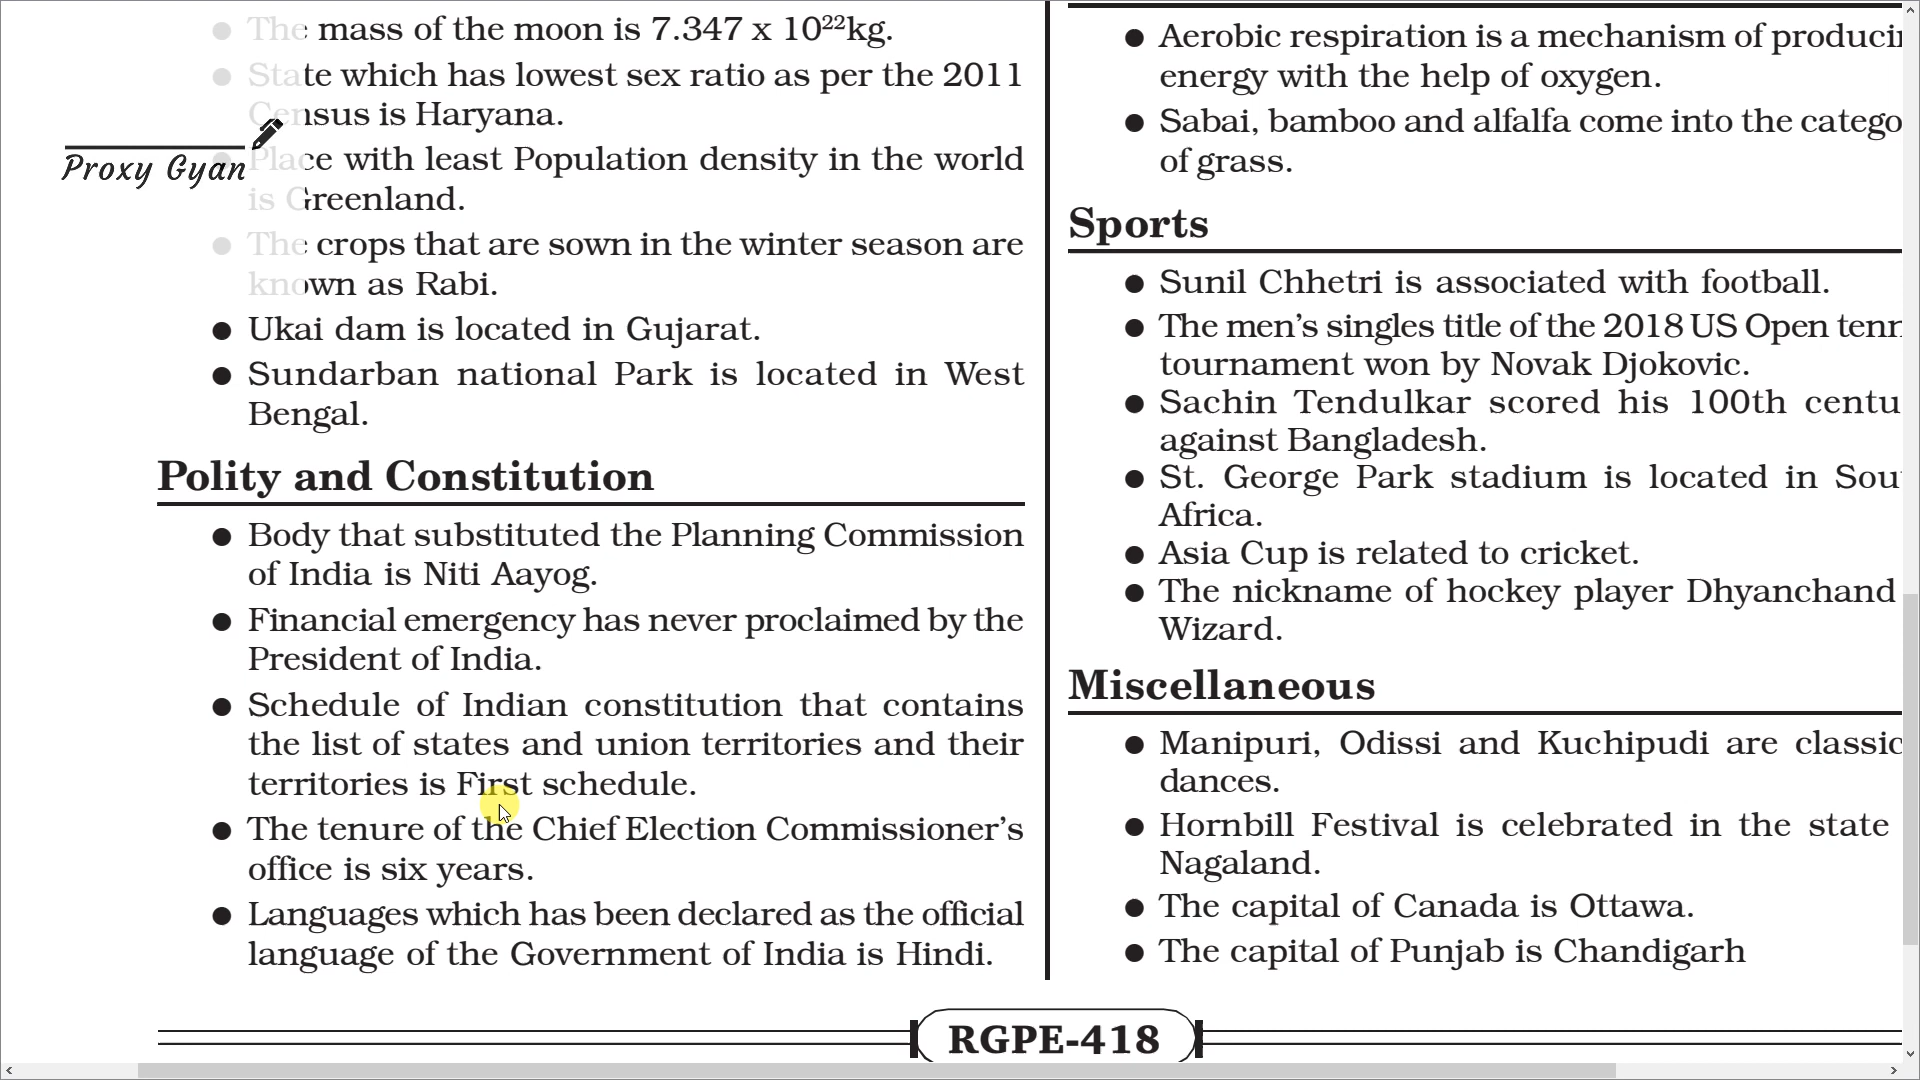 The mass of the moon is 7.347 x 10²²kg.
State which has lowest sex ratio as per the 2011
Census is Haryana.
Proxy Gyan
Place with least Population density in the world
is Greenland.
The crops that are sown in the winter season are
known as Rabi.
● Ukai dam is located in Gujarat.
● Sundarban national Park is located in West
Bengal.
Polity and Constitution
● Body that substituted the Planning Commission
of India is Niti Aayog.
● Financial emergency has never proclaimed by the
President of India.
● Schedule of Indian constitution that contains
the list of states and union territories and their
territories is First schedule.
● The tenure of the Chief Election Commissioner's
office is six years.
● Languages which has been declared as the official
language of the Government of India is Hindi.
● Aerobic respiration is a mechanism of produci
energy with the help of oxygen.
● Sabai, bamboo and alfalfa come into the catego
of grass.
Sports
● Sunil Chhetri is associated with football.
● The men's singles title of the 2018 US Open tenn
tournament won by Novak Djokovic.
● Sachin Tendulkar scored his 100th centu
against Bangladesh.
● St. George Park stadium is located in Sou
Africa.
● Asia Cup is related to cricket.
● The nickname of hockey player Dhyanchand
Wizard.
Miscellaneous
● Manipuri, Odissi and Kuchipudi are classic
dances.
● Hornbill Festival is celebrated in the state
Nagaland.
● The capital of Canada is Ottawa.
● The capital of Punjab is Chandigarh
RGPE-418